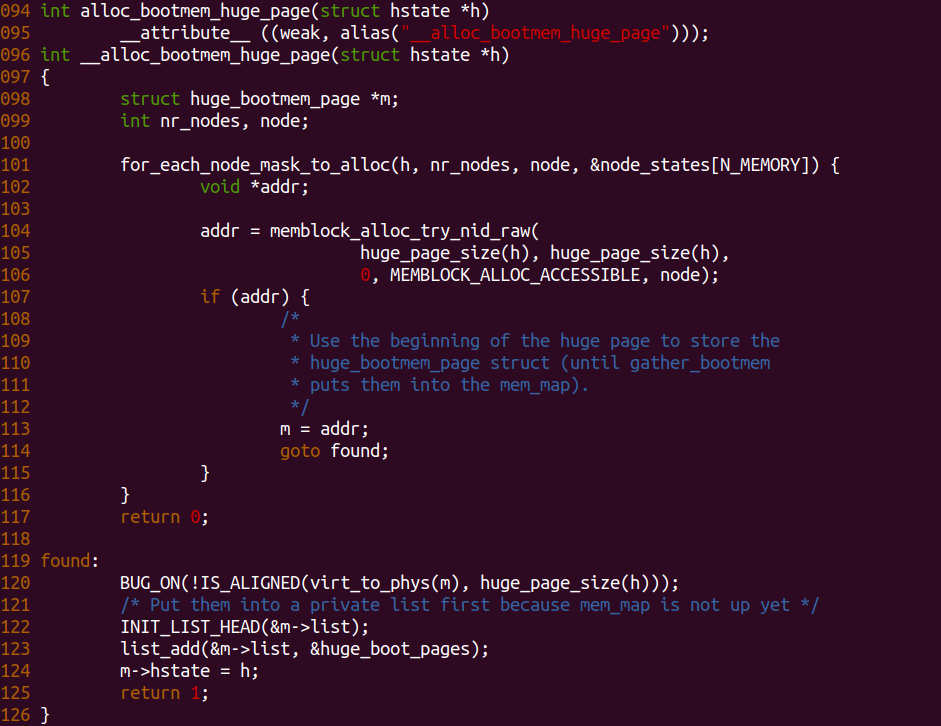 094 int alloc_bootmem_huge_page(struct hstate *h)
095         __attribute__ ((weak, alias("__alloc_bootmem_huge_page")));
096 int __alloc_bootmem_huge_page(struct hstate *h)
097 {
098         struct huge_bootmem_page *m;
099         int nr_nodes, node;
100
101         for_each_node_mask_to_alloc(h, nr_nodes, node, &node_states[N_MEMORY]) {
102                 void *addr;
103
104                 addr = memblock_alloc_try_nid_raw(
105                                 huge_page_size(h), huge_page_size(h),
106                                 0, MEMBLOCK_ALLOC_ACCESSIBLE, node);
107                 if (addr) {
108                         /*
109                          * Use the beginning of the huge page to store the
110                          * huge_bootmem_page struct (until gather_bootmem
111                          * puts them into the mem_map).
112                          */
113                         m = addr;
114                         goto found;
115                 }
116         }
117         return 0;
118
119 found:
120         BUG_ON(!IS_ALIGNED(virt_to_phys(m), huge_page_size(h)));
121         /* Put them into a private list first because mem_map is not up yet */
122         INIT_LIST_HEAD(&m->list);
123         list_add(&m->list, &huge_boot_pages);
124         m->hstate = h;
125         return 1;
126 }